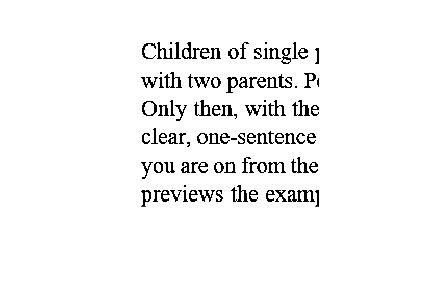 Children of single
with two parents.
Only then, with the
clear, one-sentence
you are on from the
previews the